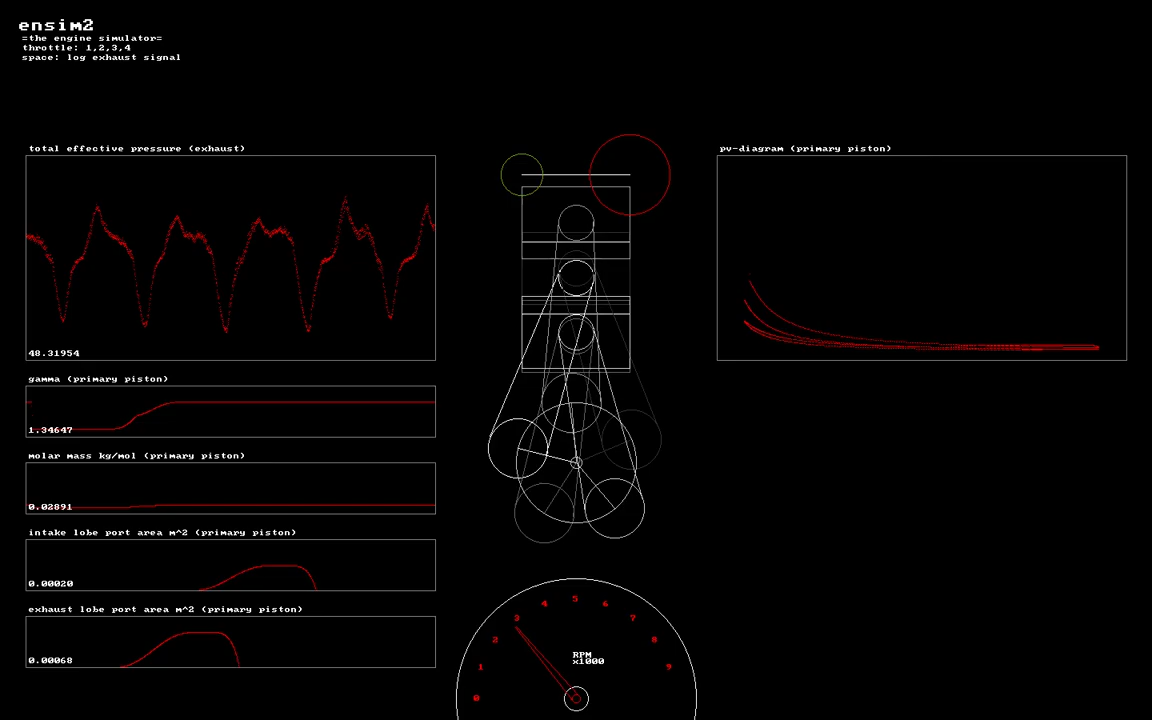 ensim2
=the engine simulator=
throttle: 1,2,3,4
space: log exhaust signal
total effective pressure (exhaust)
48.31954
gamma (primary piston)
1.34647
molar mass kg/mol (primary piston)
0.02891
intake lobe port area m^2 (primary piston)
0.00020
exhaust lobe port area m^2 (primary piston)
0.00068
pv-diagram (primary piston)
0
1
2
3
4
5
6
7
8
9
RPM
x1000